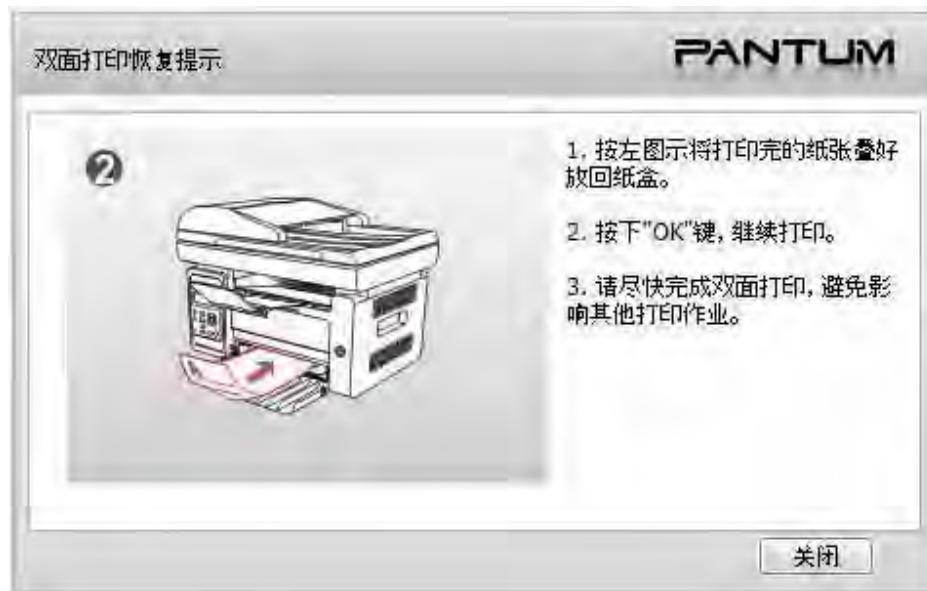 双面打印恢复提示
PANTUM
2
1. 按左图示将打印完的纸张叠好
放回纸盒。
2. 按下"OK"键, 继续打印。
3. 请尽快完成双面打印, 避免影
响其他打印作业。
关闭